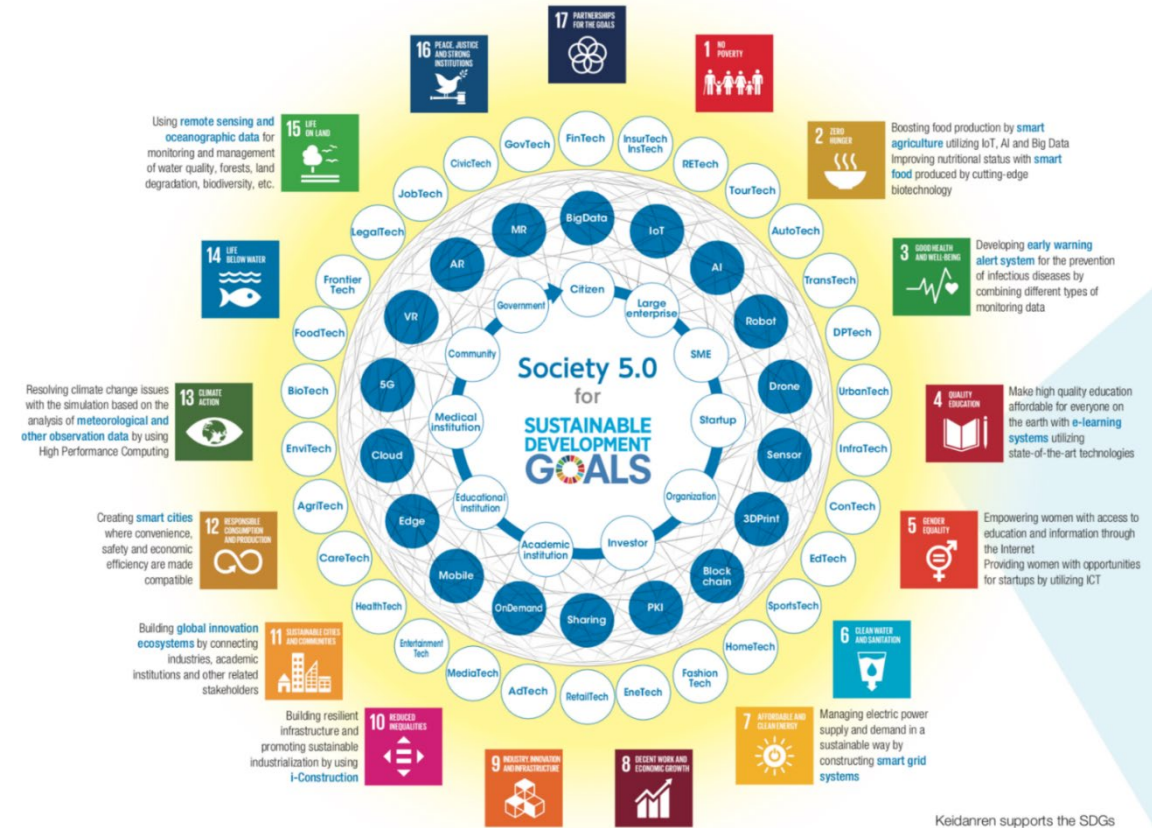 17 PARTNERSHIPS
FOR THE GOALS
16 PEACE, JUSTICE
AND STRONG
INSTITUTIONS
1 NO
POVERTY
Using remote sensing and
oceanographic data for
monitoring and management
of water quality, forests, land
degradation, biodiversity, etc.
15 LIFE
ON LAND
2 ZERO
HUNGER
Boosting food production by smart
agriculture utilizing IoT, AI and Big Data
Improving nutritional status with smart
food produced by cutting-edge
biotechnology
14 LIFE
BELOW WATER
3 GOOD HEALTH
AND WELL-BEING
Developing early warning
alert system for the prevention
of infectious diseases by
combining different types of
monitoring data
Resolving climate change issues
with the simulation based on the
analysis of meteorological and
other observation data by using
High Performance Computing
13 CLIMATE
ACTION
4 QUALITY
EDUCATION
Make high quality education
affordable for everyone on
the earth with e-learning
systems utilizing
state-of-the-art technologies
Creating smart cities
where convenience,
safety and economic
efficiency are made
compatible
12 RESPONSIBLE
CONSUMPTION
AND PRODUCTION
5 GENDER
EQUALITY
Empowering women with access to
education and information through
the Internet
Providing women with opportunities
for startups by utilizing ICT
Building global innovation
ecosystems by connecting
industries, academic
institutions and other related
stakeholders
11 SUSTAINABLE CITIES
AND COMMUNITIES
6 CLEAN WATER
AND SANITATION
Building resilient
infrastructure and
promoting sustainable
industrialization by using
i-Construction
10 REDUCED
INEQUALITIES
7 AFFORDABLE AND
CLEAN ENERGY
Managing electric power
supply and demand in a
sustainable way by
constructing smart grid
systems
9 INDUSTRY, INNOVATION
AND INFRASTRUCTURE
8 DECENT WORK AND
ECONOMIC GROWTH
FinTech
InsurTech
InsTech
RETech
TourTech
AutoTech
TransTech
DPTech
UrbanTech
InfraTech
ConTech
EdTech
SportsTech
HomeTech
Fashion
Tech
EneTech
RetailTech
AdTech
MediaTech
Entertainment
Tech
HealthTech
CareTech
AgriTech
EnviTech
BioTech
FoodTech
Frontier
Tech
LegalTech
JobTech
CivicTech
GovTech
BigData
IoT
AI
Robot
Drone
Sensor
3DPrint
Block
chain
PKI
Sharing
OnDemand
Mobile
Edge
Cloud
5G
VR
AR
MR
Citizen
Large
enterprise
SME
Startup
Organization
Investor
Academic
institution
Educational
institution
Medical
institution
Community
Government
Society 5.0
for
SUSTAINABLE
DEVELOPMENT
GOALS
Keidanren supports the SDGs